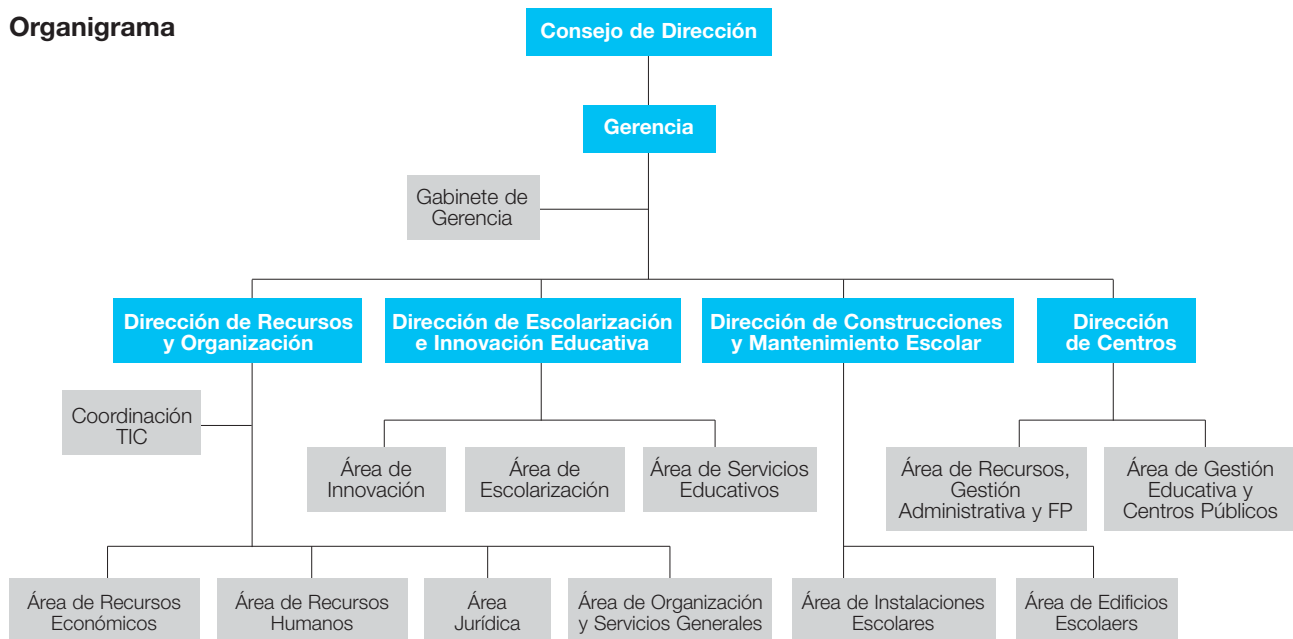 Organigrama
Consejo de Dirección
Gerencia
Gabinete de
Gerencia
Dirección de Recursos
y Organización
Dirección de Escolarización
e Innovación Educativa
Dirección de Construcciones
y Mantenimiento Escolar
Dirección
de Centros
Coordinación
TIC
Área de
Innovación
Área de
Escolarización
Área de Servicios
Educativos
Área de Recursos,
Gestión
Administrativa y FP
Área de Gestión
Educativa y
Centros Públicos
Área de Recursos
Económicos
Área de Recursos
Humanos
Área
Jurídica
Área de Organización
y Servicios Generales
Área de Instalaciones
Escolares
Área de Edificios
Escolaers